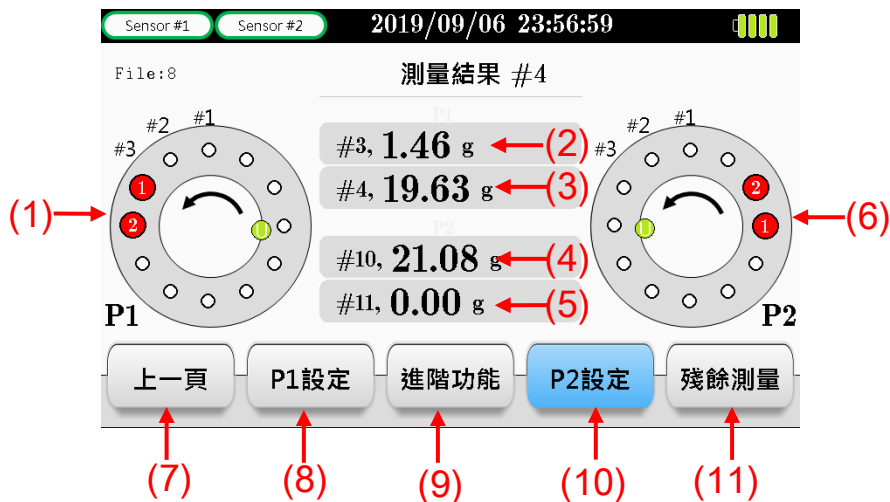 Sensor #1 Sensor #2 2019/09/06 23:56:59
File:8 測量結果 #4
P1
#1 #1
#2 #2
#3 #3, 1.46 g (2) #3
1 #4, 19.63 g (3) 2
(1) 2 U P2 U 1 (6)
#10, 21.08 g (4)
#11, 0.00 g (5)
P1 P2
上一頁 P1設定 進階功能 P2設定 殘餘測量
(7) (8) (9) (10) (11)